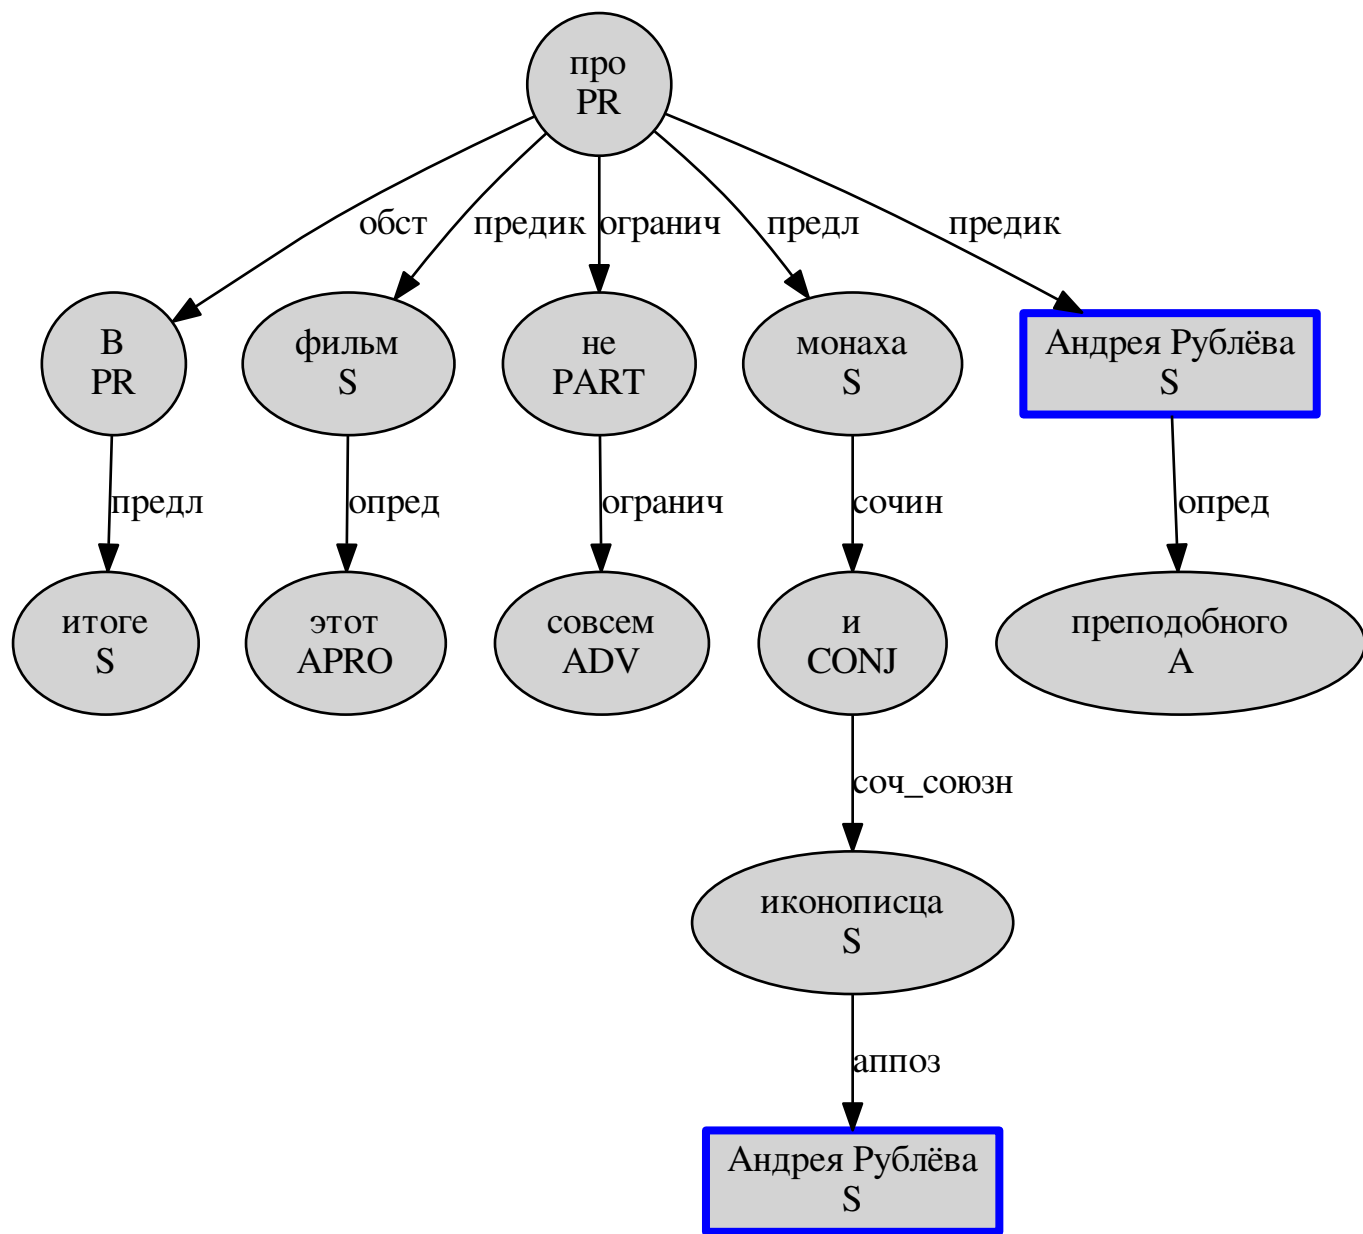 про
PR
обст
предик
огранич
предл
предик
В
PR
фильм
S
не
PART
монаха
S
Андрея Рублёва
S
предл
опред
огранич
сочин
опред
итоге
S
этот
APRO
совсем
ADV
и
CONJ
преподобного
A
соч_союзн
иконописца
S
аппоз
Андрея Рублёва
S